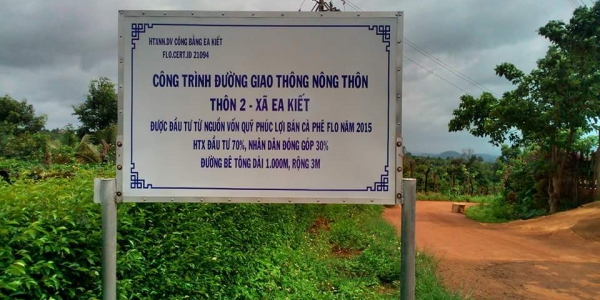 HTXNN.DV CÔNG BẰNG EA KIẾT
FLO.CERT.ID 21094
CÔNG TRÌNH ĐƯỜNG GIAO THÔNG NÔNG THÔN
THÔN 2 - XÃ EA KIẾT
ĐƯỢC ĐẦU TƯ TỪ NGUỒN VỐN QUỸ PHÚC LỢI BÁN CÀ PHÊ FLO NĂM 2015
HTX ĐẦU TƯ 70%, NHÂN DÂN ĐÓNG GÓP 30%
ĐƯỜNG BÊ TÔNG DÀI 1.000M, RỘNG 3M